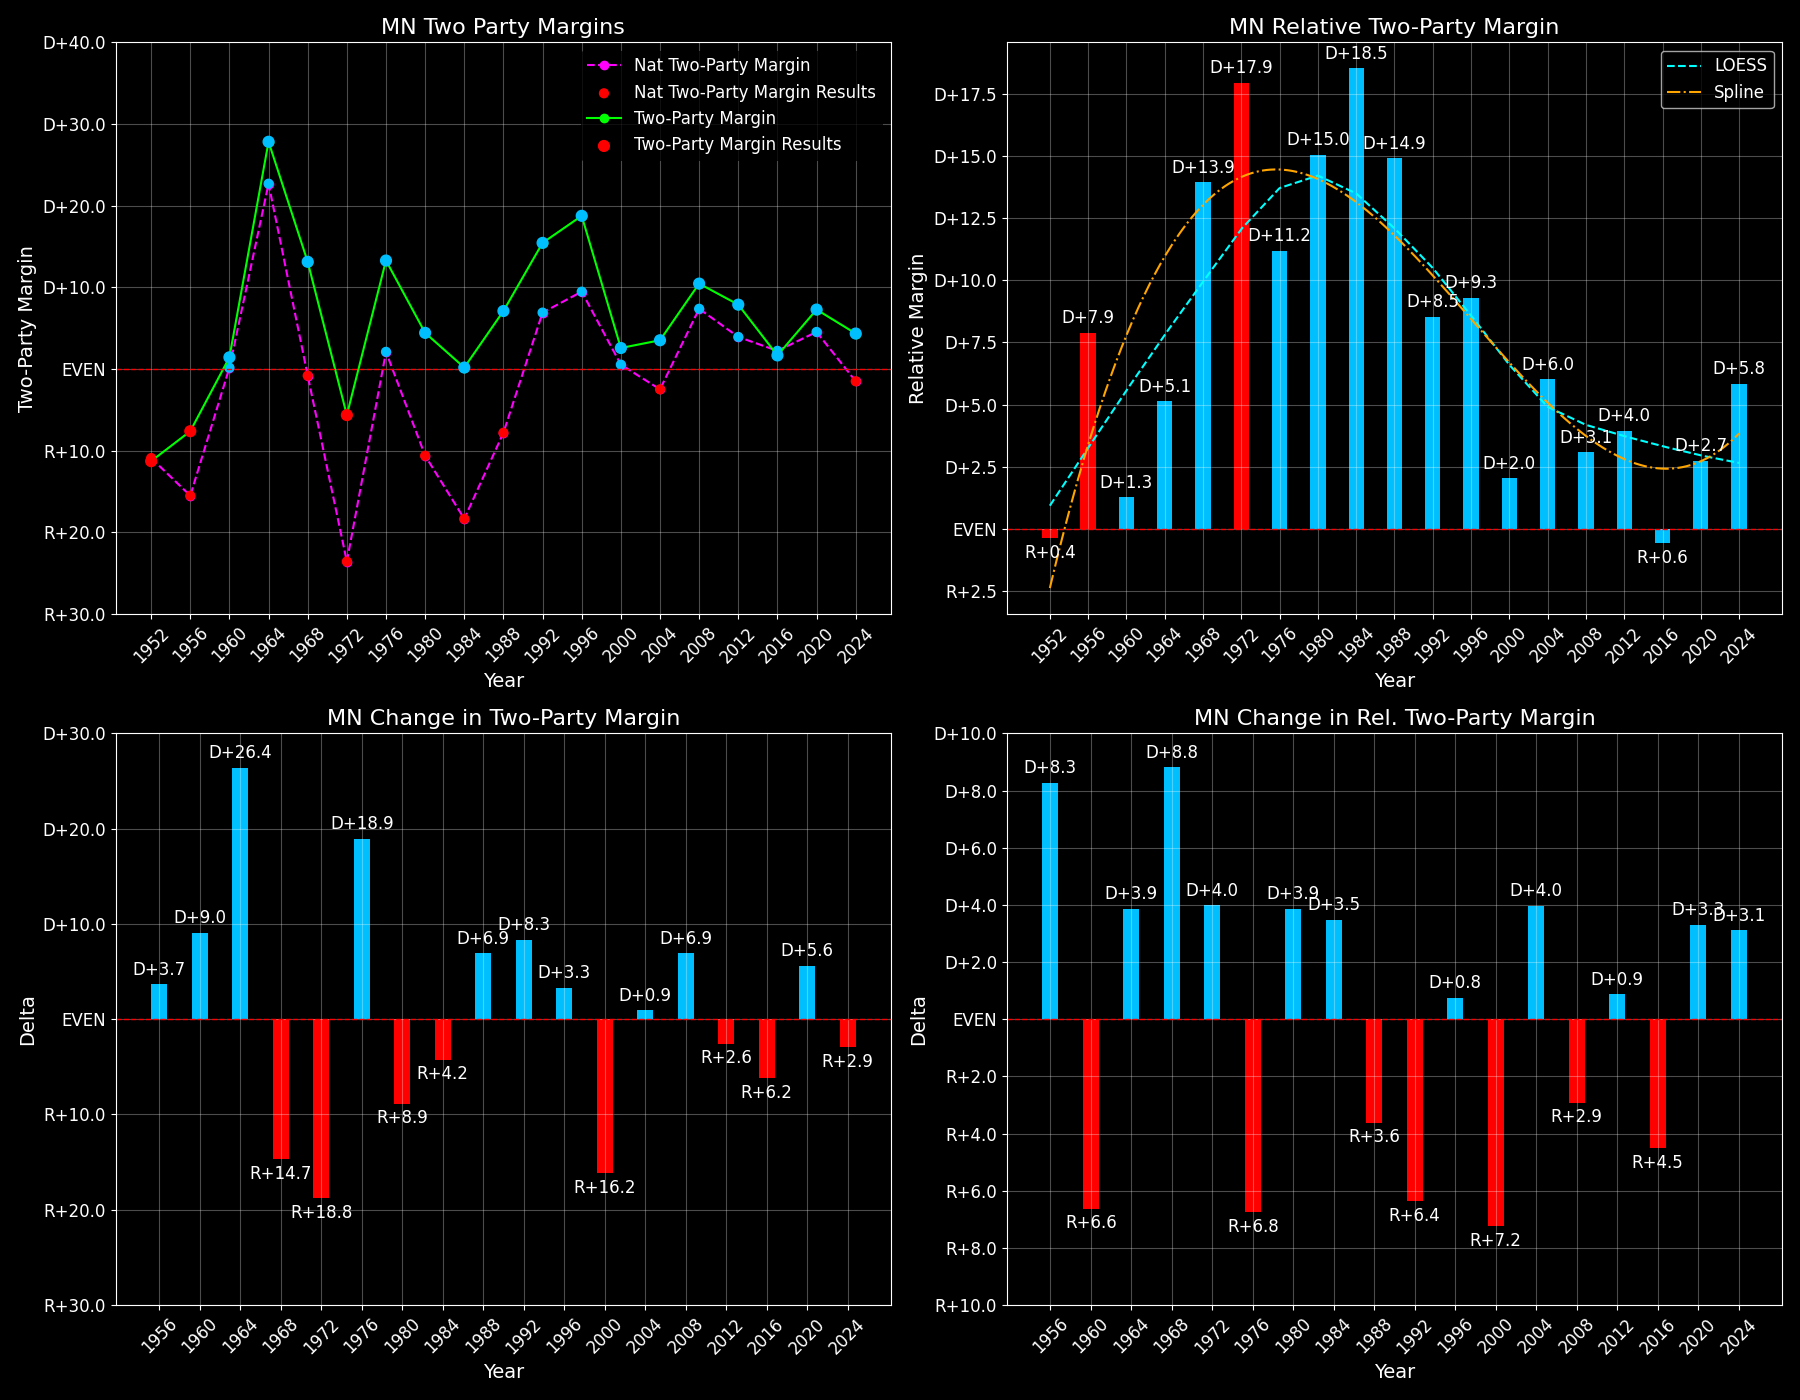 MN Two Party Margins
D+40.0
D+30.0
D+20.0
D+10.0
EVEN
R+10.0
R+20.0
R+30.0
Two-Party Margin
Nat Two-Party Margin
Nat Two-Party Margin Results
Two-Party Margin
Two-Party Margin Results
1952 1956 1960 1964 1968 1972 1976 1980 1984 1988 1992 1996 2000 2004 2008 2012 2016 2020 2024
Year
MN Relative Two-Party Margin
D+17.5
D+15.0
D+12.5
D+10.0
D+7.5
D+5.0
D+2.5
EVEN
R+2.5
Relative Margin
LOESS
Spline
R+0.4 D+7.9 D+1.3 D+5.1 D+13.9 D+17.9 D+11.2 D+15.0 D+18.5 D+14.9 D+8.5 D+9.3 D+2.0 D+6.0 D+3.1 D+4.0 R+0.6 D+2.7 D+5.8
1952 1956 1960 1964 1968 1972 1976 1980 1984 1988 1992 1996 2000 2004 2008 2012 2016 2020 2024
Year
MN Change in Two-Party Margin
D+30.0
D+20.0
D+10.0
EVEN
R+10.0
R+20.0
R+30.0
Delta
D+3.7 D+9.0 D+26.4 R+14.7 R+18.8 D+18.9 R+8.9 R+4.2 D+6.9 D+8.3 D+3.3 R+16.2 D+0.9 D+6.9 R+2.6 R+6.2 D+5.6 R+2.9
1956 1960 1964 1968 1972 1976 1980 1984 1988 1992 1996 2000 2004 2008 2012 2016 2020 2024
Year
MN Change in Rel. Two-Party Margin
D+10.0
D+8.0
D+6.0
D+4.0
D+2.0
EVEN
R+2.0
R+4.0
R+6.0
R+8.0
R+10.0
Delta
D+8.3 R+6.6 D+3.9 D+8.8 D+4.0 R+6.8 D+3.9 D+3.5 R+3.6 R+6.4 D+0.8 R+7.2 D+4.0 R+2.9 D+0.9 R+4.5 D+3.3 D+3.1
1956 1960 1964 1968 1972 1976 1980 1984 1988 1992 1996 2000 2004 2008 2012 2016 2020 2024
Year